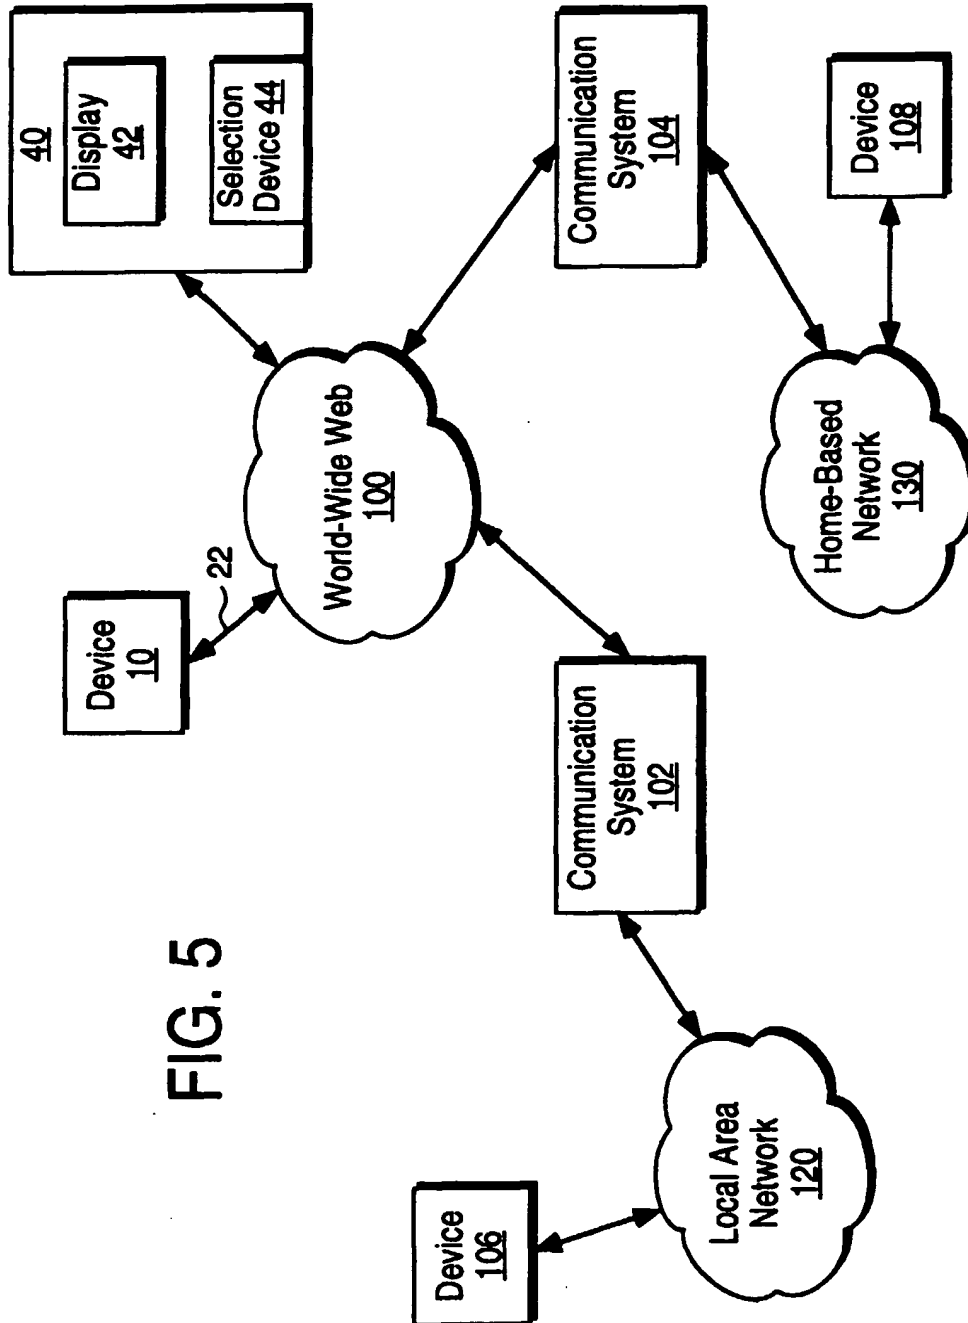 FIG. 5
Device
106
Local Area
Network
120
Communication
System
102
Device
10
22
World-Wide Web
100
40
Display
42
Selection
Device 44
Communication
System
104
Home-Based
Network
130
Device
108